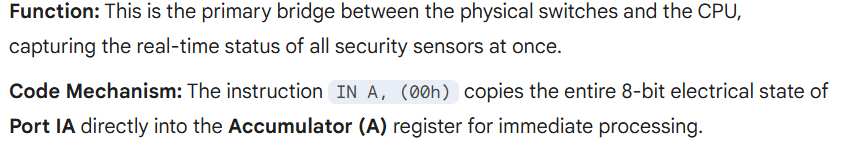 Function: This is the primary bridge between the physical switches and the CPU,
capturing the real-time status of all security sensors at once.
Code Mechanism: The instruction IN A, (00h) copies the entire 8-bit electrical state of
Port IA directly into the Accumulator (A) register for immediate processing.